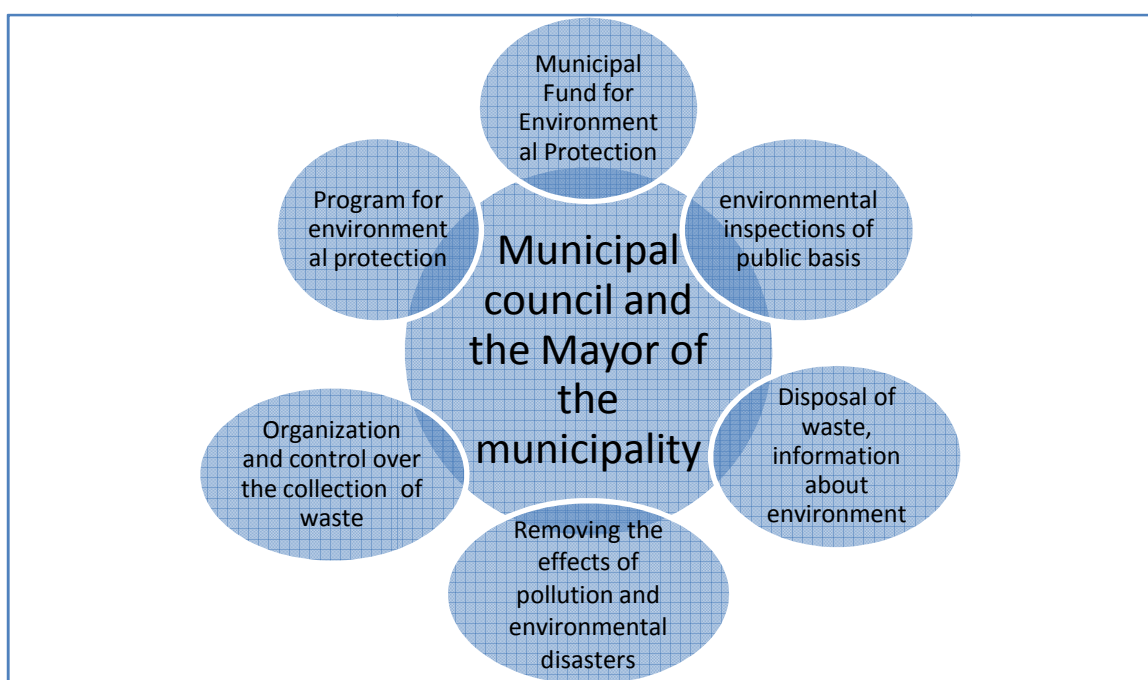 Municipal
Fund for
Environment
al Protection
Program for
environment
al protection
environmental
inspections of
public basis
Municipal
council and
the Mayor of
the
municipality
Organization
and control over
the collection of
waste
Disposal of
waste,
information
about
environment
Removing the
effects of
pollution and
environmental
disasters